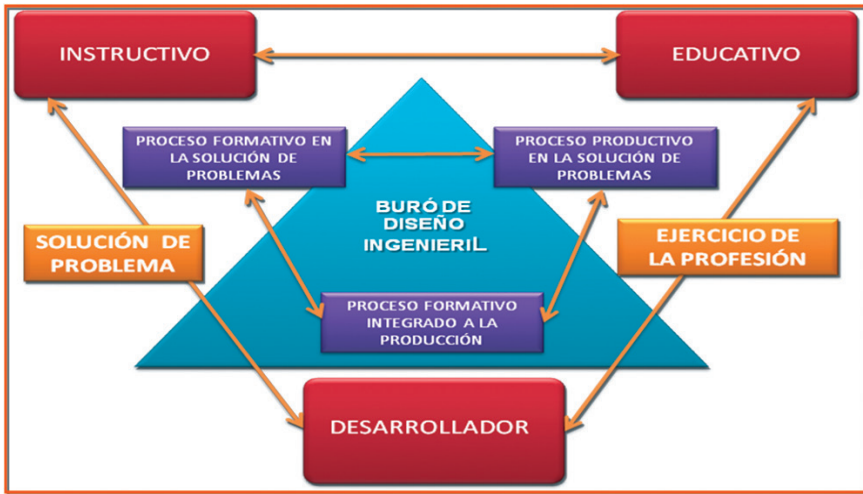 INSTRUCTIVO
EDUCATIVO
PROCESO FORMATIVO EN
LA SOLUCIÓN DE
PROBLEMAS
PROCESO PRODUCTIVO
EN LA SOLUCIÓN DE
PROBLEMAS
BURÓ DE
DISEÑO
INGENIERIL
SOLUCIÓN DE
PROBLEMA
EJERCICIO DE
LA PROFESIÓN
PROCESO FORMATIVO
INTEGRADO A LA
PRODUCCIÓN
DESARROLLADOR